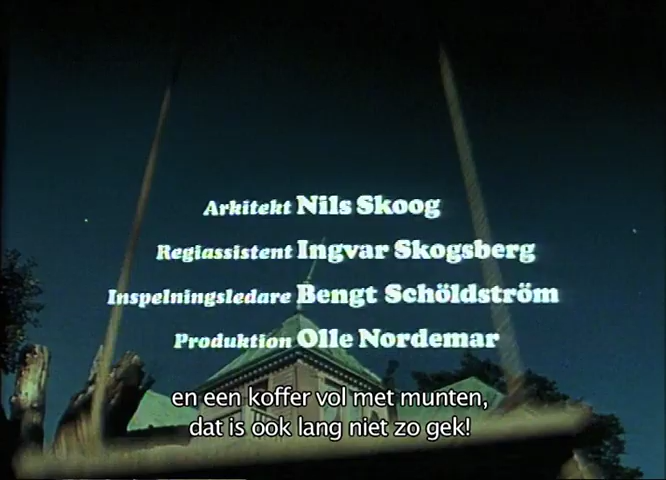 Arkitekt Nils Skoog
Regiassistent Ingvar Skogsberg
Inspelningsledare Bengt Schöldström
Produktion Olle Nordemar
en een koffer vol met munten,
dat is ook lang niet zo gek!